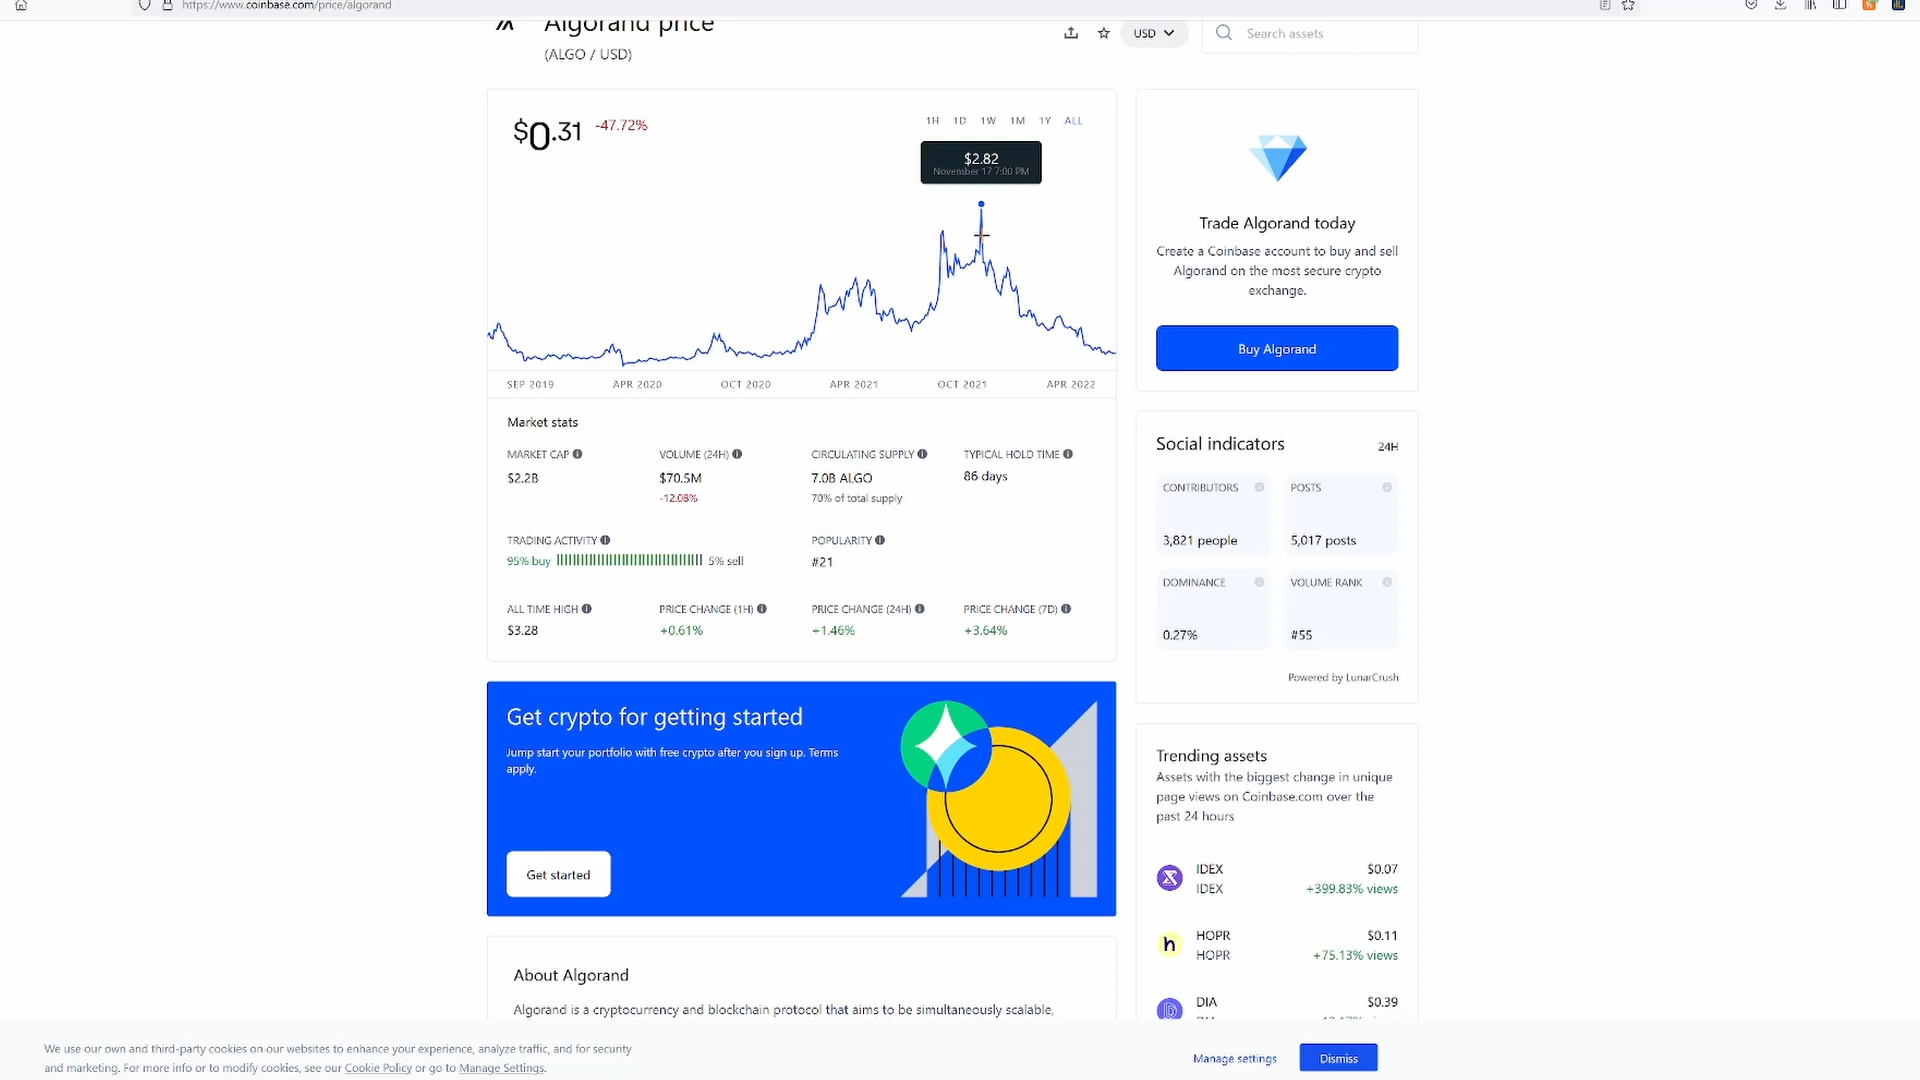 https://www.coinbase.com/price/algorand
Algorand price
(ALGO / USD)
USD
Search assets
$0.31 -47.72%
1H 1D 1W 1M 1Y ALL
$2.82
November 17 7:00 PM
SEP 2019 APR 2020 OCT 2020 APR 2021 OCT 2021 APR 2022
Market stats
MARKET CAP VOLUME (24H) CIRCULATING SUPPLY TYPICAL HOLD TIME
$2.2B $70.5M 7.0B ALGO 86 days
-12.08% 70% of total supply
TRADING ACTIVITY POPULARITY
95% buy 5% sell #21
ALL TIME HIGH PRICE CHANGE (1H) PRICE CHANGE (24H) PRICE CHANGE (7D)
$3.28 +0.61% +1.46% +3.64%
Get crypto for getting started
Jump start your portfolio with free crypto after you sign up. Terms
apply.
Get started
About Algorand
Algorand is a cryptocurrency and blockchain protocol that aims to be simultaneously scalable,
Trade Algorand today
Create a Coinbase account to buy and sell
Algorand on the most secure crypto
exchange.
Buy Algorand
Social indicators 24H
CONTRIBUTORS POSTS
3,821 people 5,017 posts
DOMINANCE VOLUME RANK
0.27% #55
Powered by LunarCrush
Trending assets
Assets with the biggest change in unique
page views on Coinbase.com over the
past 24 hours
IDEX $0.07
IDEX +399.83% views
HOPR $0.11
HOPR +75.13% views
DIA $0.39
We use our own and third-party cookies on our websites to enhance your experience, analyze traffic, and for security
and marketing. For more info or to modify cookies, see our Cookie Policy or go to Manage Settings.
Manage settings
Dismiss